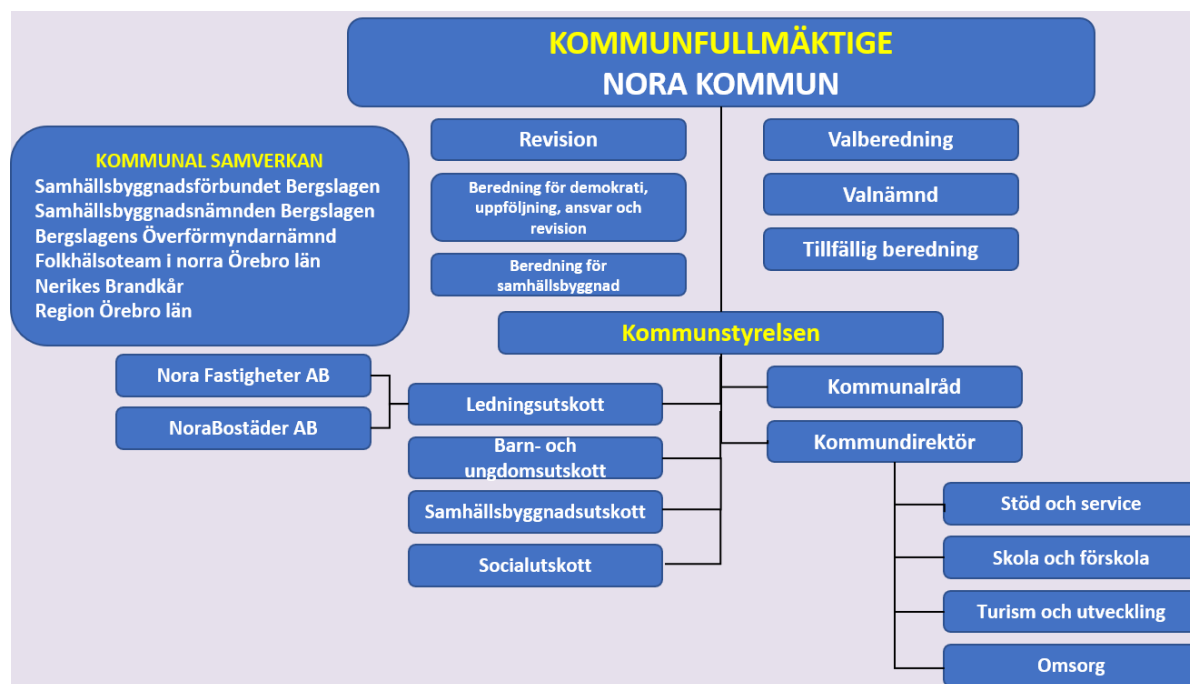 KOMMUNFULLMÄKTIGE
NORA KOMMUN
KOMMUNAL SAMVERKAN
Samhällsbyggnadsförbundet Bergslagen
Samhällsbyggnadsnämnden Bergslagen
Bergslagens Överförmyndarnämnd
Folkhälsoteam i norra Örebro län
Nerikes Brandkår
Region Örebro län
Revision
Beredning för demokrati,
uppföljning, ansvar och
revision
Beredning för
samhällsbyggnad
Valberedning
Valnämnd
Tillfällig beredning
Kommunstyrelsen
Nora Fastigheter AB
NoraBostäder AB
Ledningsutskott
Barn- och
ungdomsutskott
Samhällsbyggnadsutskott
Socialutskott
Kommunalråd
Kommundirektör
Stöd och service
Skola och förskola
Turism och utveckling
Omsorg